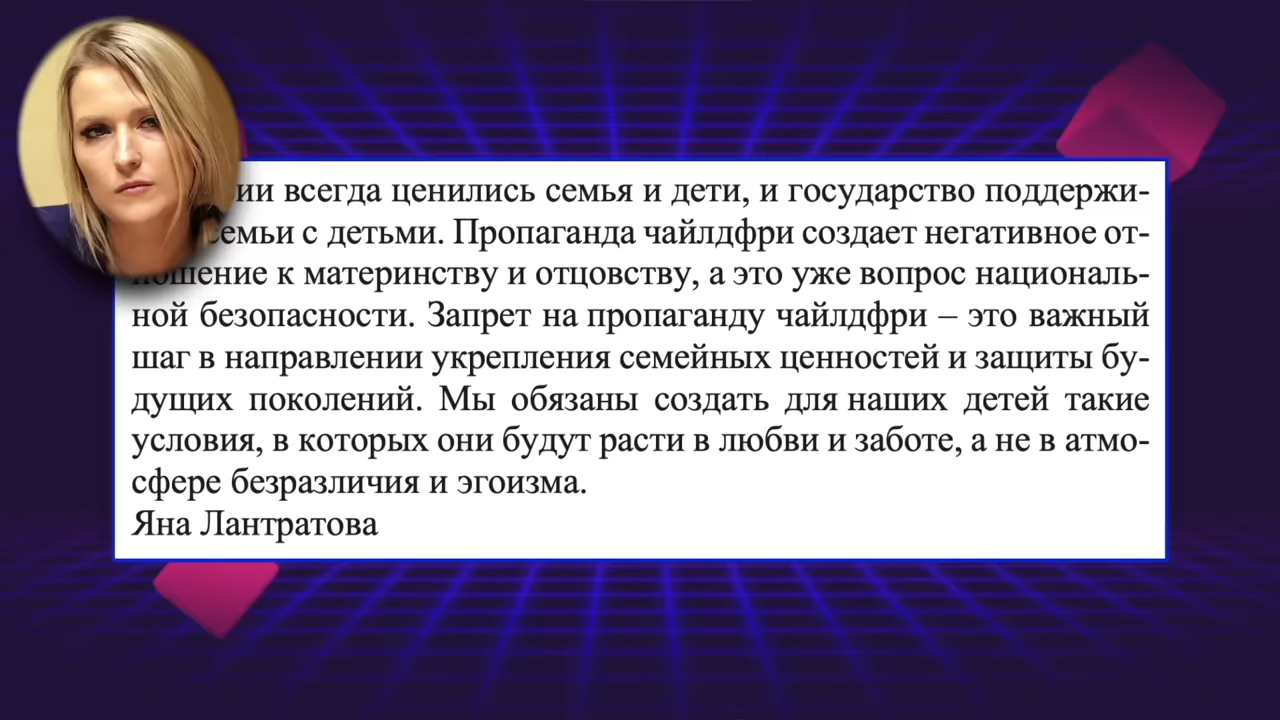 всегда ценились семья и дети, и государство поддержи-
семьи с детьми. Пропаганда чайлдфри создает негативное от-
ношение к материнству и отцовству, а это уже вопрос националь-
ной безопасности. Запрет на пропаганду чайлдфри – это важный
шаг в направлении укрепления семейных ценностей и защиты бу-
дущих поколений. Мы обязаны создать для наших детей такие
условия, в которых они будут расти в любви и заботе, а не в атмо-
сфере безразличия и эгоизма.
Яна Лантратова